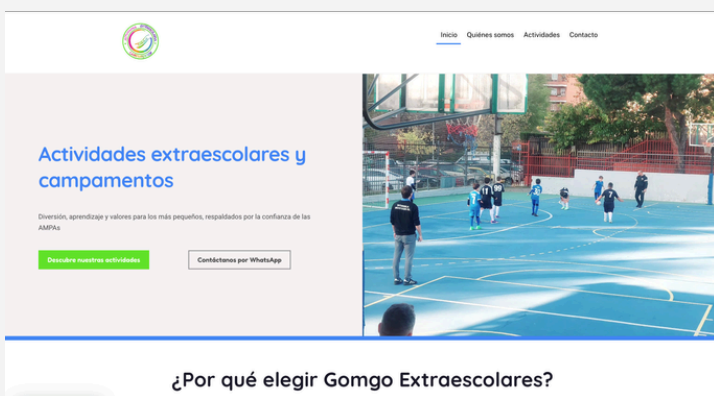 Inicio Quiénes somos Actividades Contacto
Actividades extraescolares y
campamentos
Diversión, aprendizaje y valores para los más pequeños, respaldados por la confianza de las
AMPAs
Descubre nuestras actividades Contáctanos por WhatsApp
¿Por qué elegir Gomgo Extraescolares?